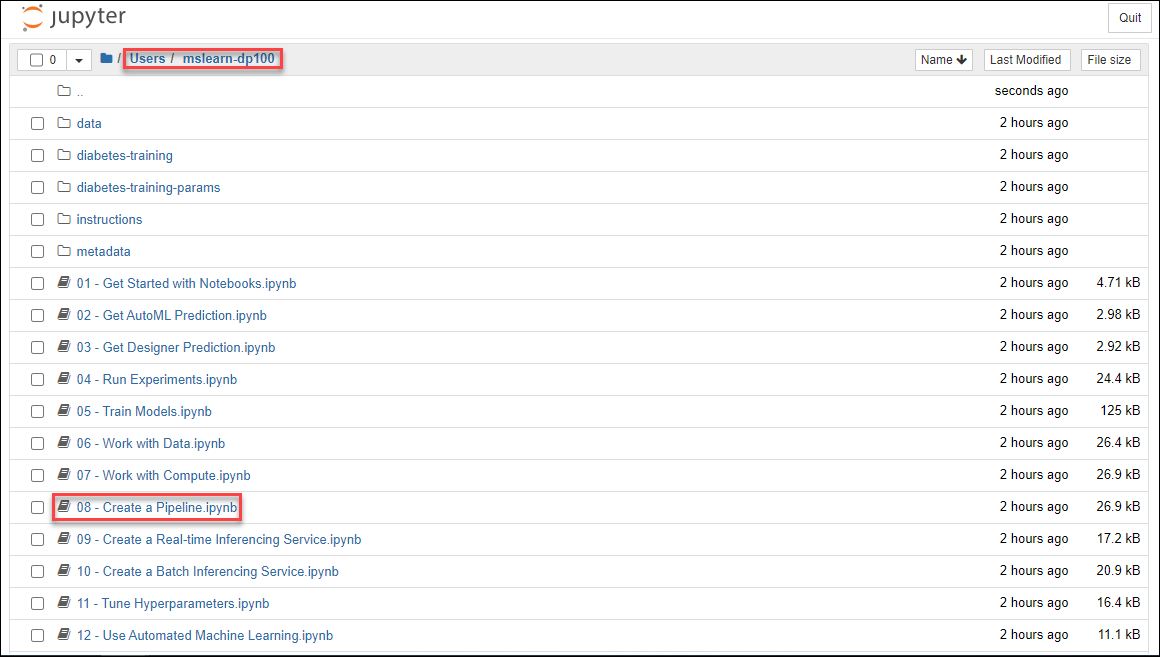 jupyter
Quit
0 / Users / mslearn-dp100 Name Last Modified File size
.. seconds ago
data 2 hours ago
diabetes-training 2 hours ago
diabetes-training-params 2 hours ago
instructions 2 hours ago
metadata 2 hours ago
01 - Get Started with Notebooks.ipynb 2 hours ago 4.71 kB
02 - Get AutoML Prediction.ipynb 2 hours ago 2.98 kB
03 - Get Designer Prediction.ipynb 2 hours ago 2.92 kB
04 - Run Experiments.ipynb 2 hours ago 24.4 kB
05 - Train Models.ipynb 2 hours ago 125 kB
06 - Work with Data.ipynb 2 hours ago 26.4 kB
07 - Work with Compute.ipynb 2 hours ago 26.9 kB
08 - Create a Pipeline.ipynb 2 hours ago 26.9 kB
09 - Create a Real-time Inferencing Service.ipynb 2 hours ago 17.2 kB
10 - Create a Batch Inferencing Service.ipynb 2 hours ago 20.9 kB
11 - Tune Hyperparameters.ipynb 2 hours ago 16.4 kB
12 - Use Automated Machine Learning.ipynb 2 hours ago 11.1 kB